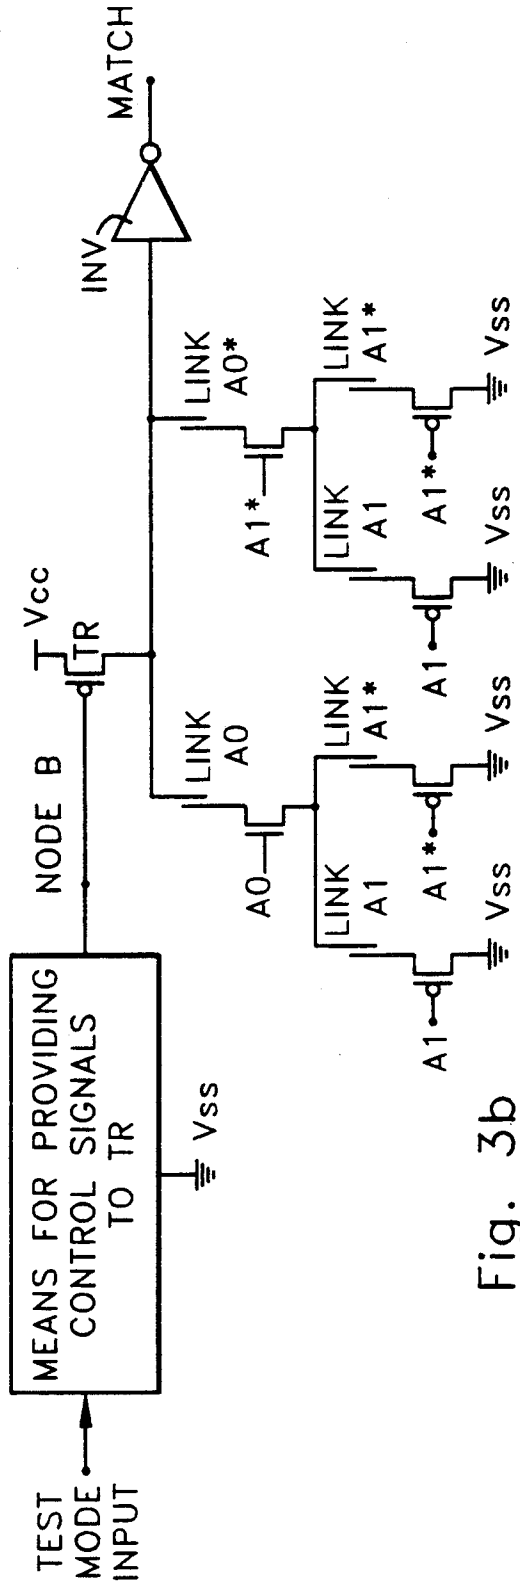 TEST
MODE
INPUT
MEANS FOR PROVIDING
CONTROL SIGNALS
TO TR
Vss
NODE B
Vcc
TR
INV
MATCH
LINK
A0
LINK
A0*
A0
A1*
LINK
A1
LINK
A1*
LINK
A1
LINK
A1*
A1
A1*
A1
A1*
Vss
Vss
Vss
Vss
Fig. 3b